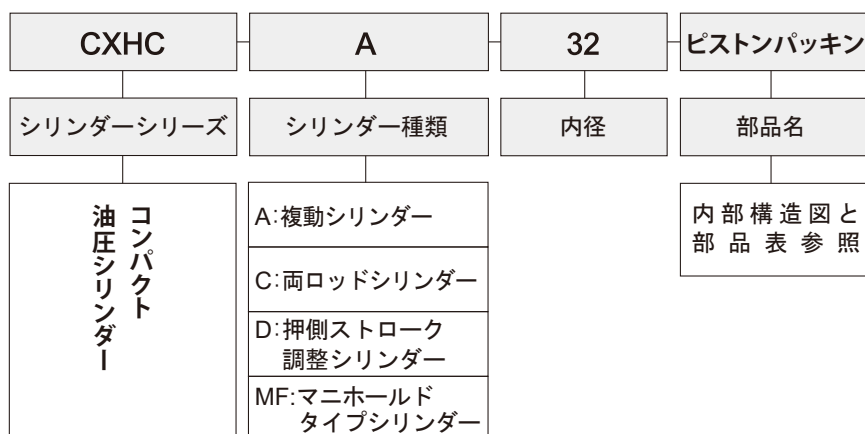 CXHC
A
32
ピストンパッキン
シリンダーシリーズ
シリンダー種類
内径
部品名
コンパクト
油圧シリンダー
A:複動シリンダー
C:両ロッドシリンダー
D:押側ストローク
調整シリンダー
MF:マニホールド
タイプシリンダー
内部構造図と
部品表参照